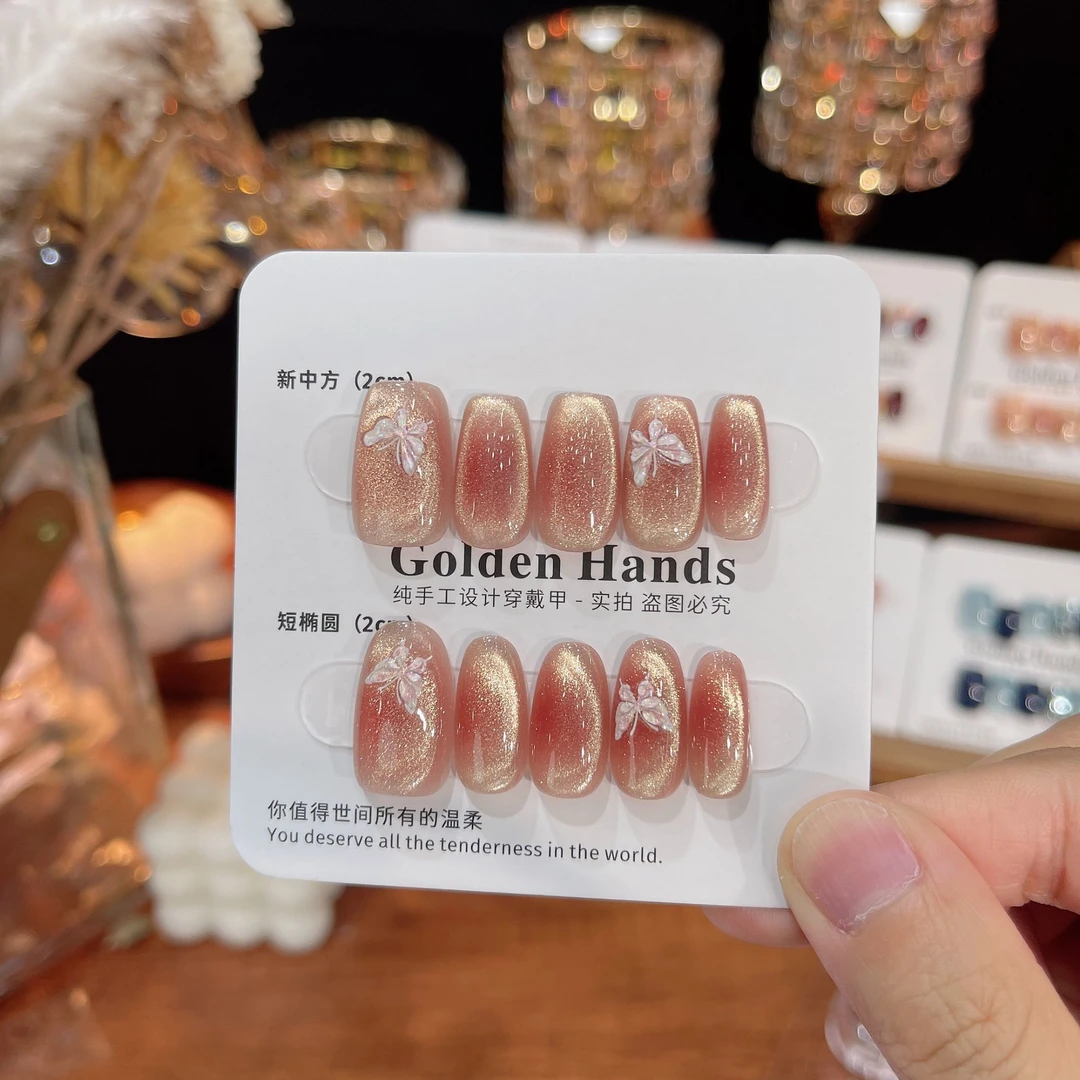 新中方（2cm）
Golden Hands
纯手工设计穿戴甲 - 实拍 盗图必究
短椭圆（2cm）
你值得世间所有的温柔
You deserve all the tenderness in the world.